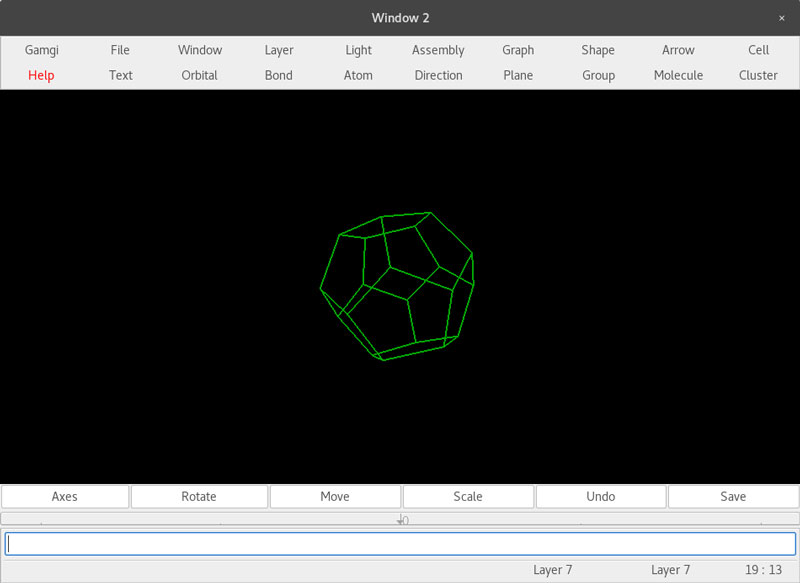 Window 2 ×
Gamgi File Window Layer Light Assembly Graph Shape Arrow Cell
Help Text Orbital Bond Atom Direction Plane Group Molecule Cluster
Axes Rotate Move Scale Undo Save
0
Layer 7 Layer 7 19 : 13